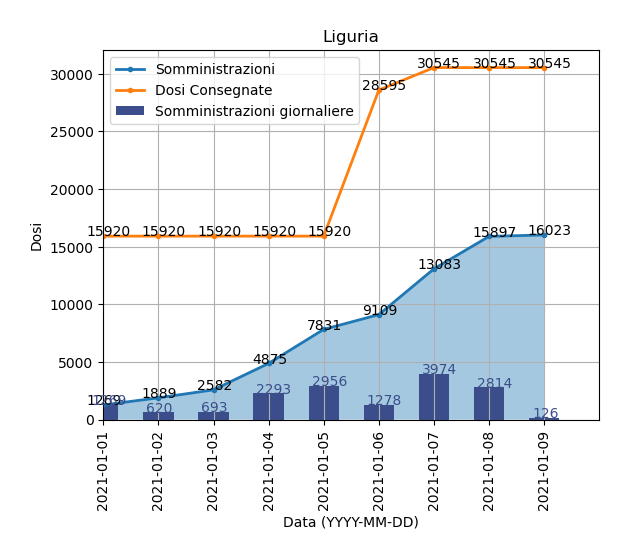 Liguria
Somministrazioni
Dosi Consegnate
Somministrazioni giornaliere
30000
25000
20000
15000
10000
5000
0
Dosi
30545 30545 30545
28595
15920 15920 15920 15920 15920
16023
15897
13083
9109
7831
4875
2582
1889
1269
620 693 2293 2956 1278 3974 2814 126
2021-01-01
2021-01-02
2021-01-03
2021-01-04
2021-01-05
2021-01-06
2021-01-07
2021-01-08
2021-01-09
Data (YYYY-MM-DD)